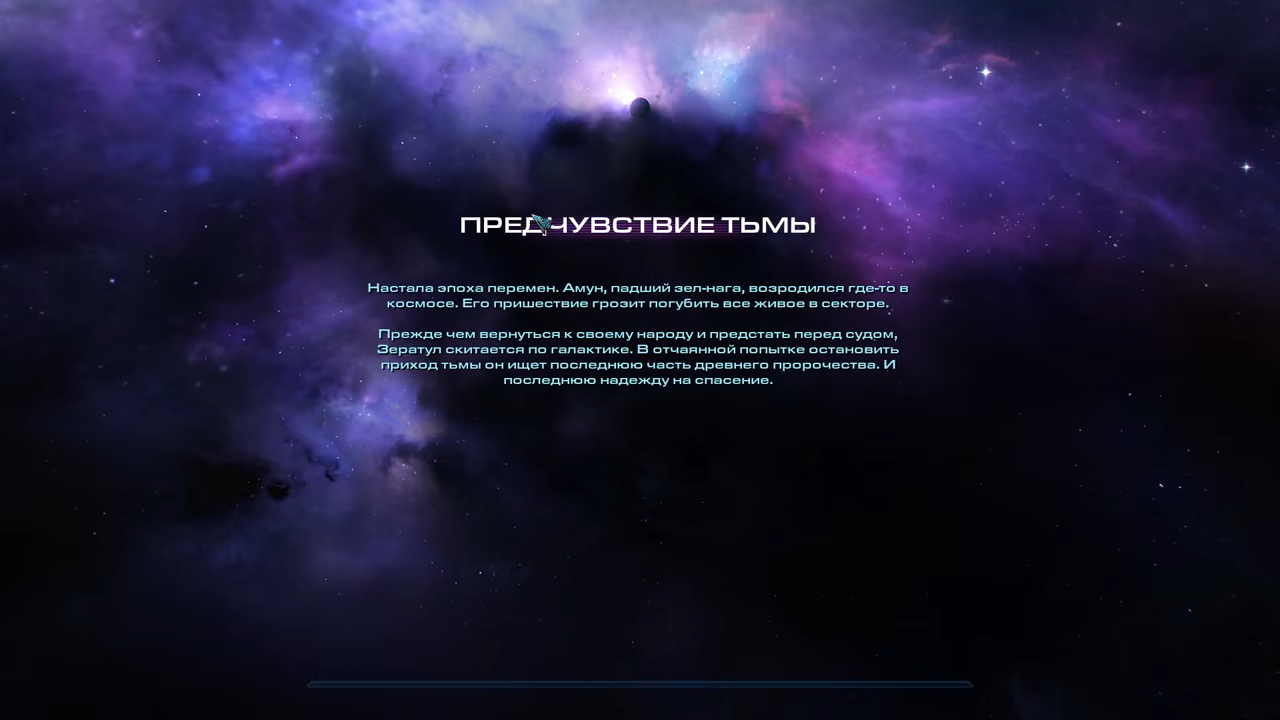 ПРЕДЧУВСТВИЕ ТЬМЫ
Настала эпоха перемен. Амун, падший зел-нага, возродился где-то в
космосе. Его пришествие грозит погубить все живое в секторе.
Прежде чем вернуться к своему народу и предстать перед судом,
Зератул скитается по галактике. В отчаянной попытке остановить
приход тьмы он ищет последнюю часть древнего пророчества. И
последнюю надежду на спасение.